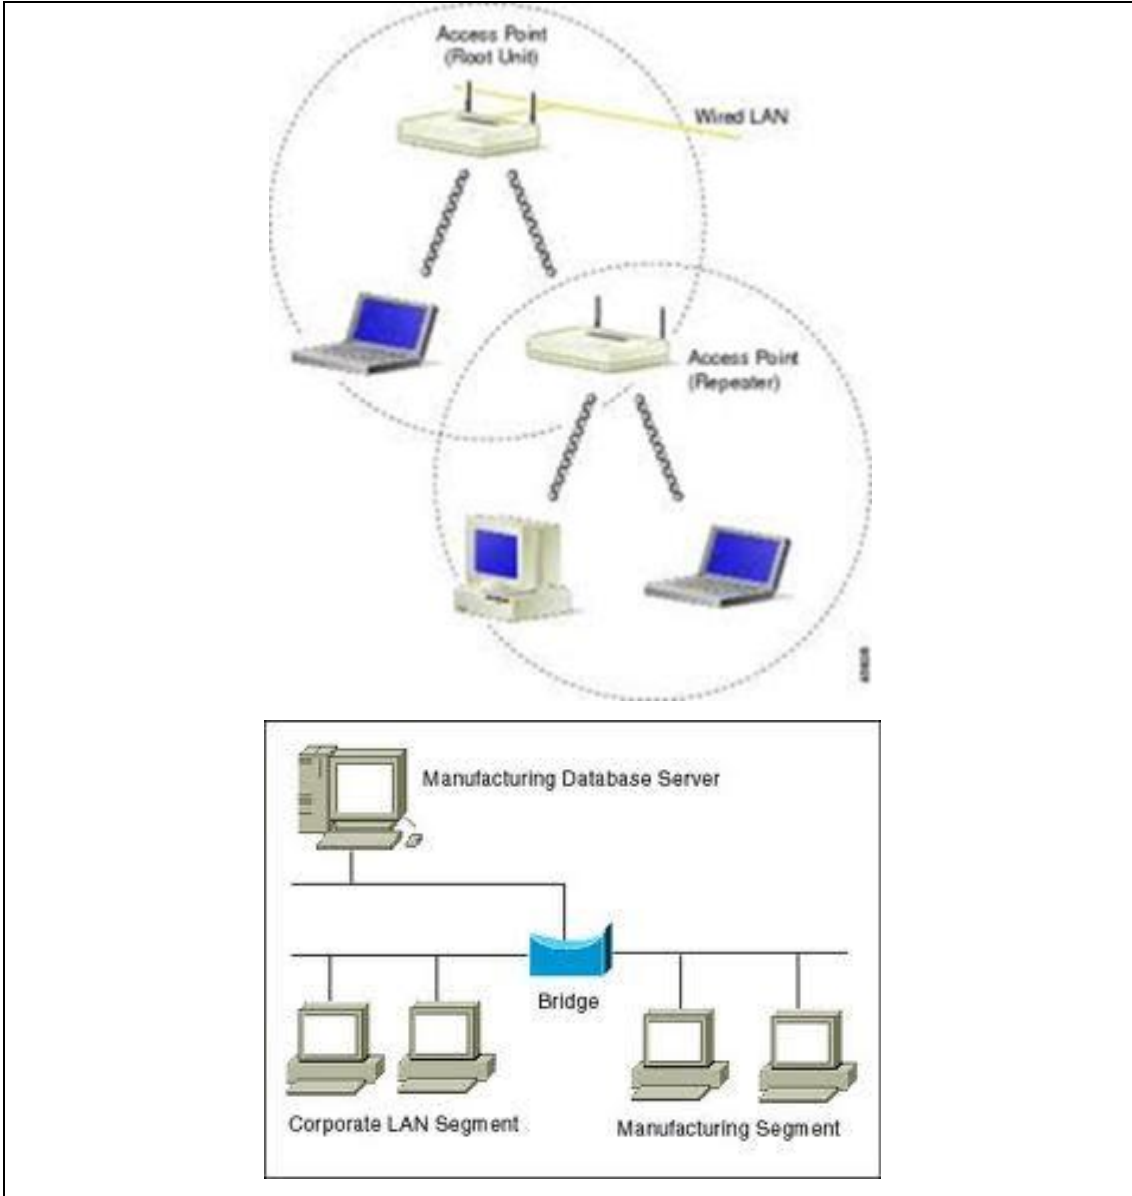 Access Point
(Root Unit)
Wired LAN
Access Point
(Repeater)
Manufacturing Database Server
Bridge
Corporate LAN Segment
Manufacturing Segment